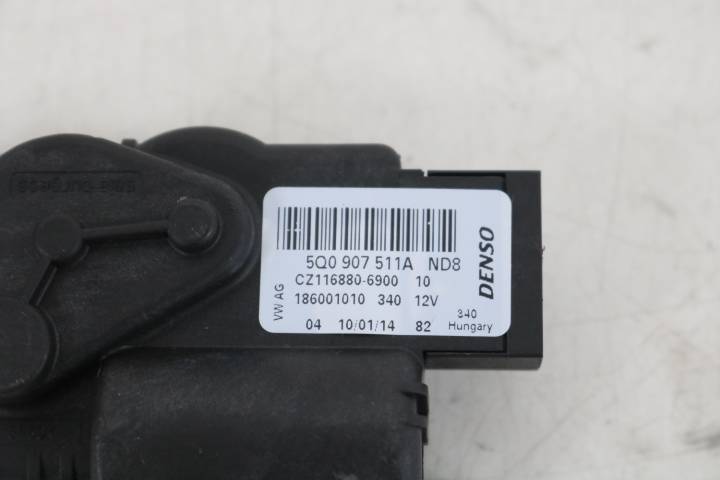 5Q0 907 511A ND8
CZ116880-6900 10
186001010 340 12V
04 10/01/14 82
VW AG
DENSO
340
Hungary